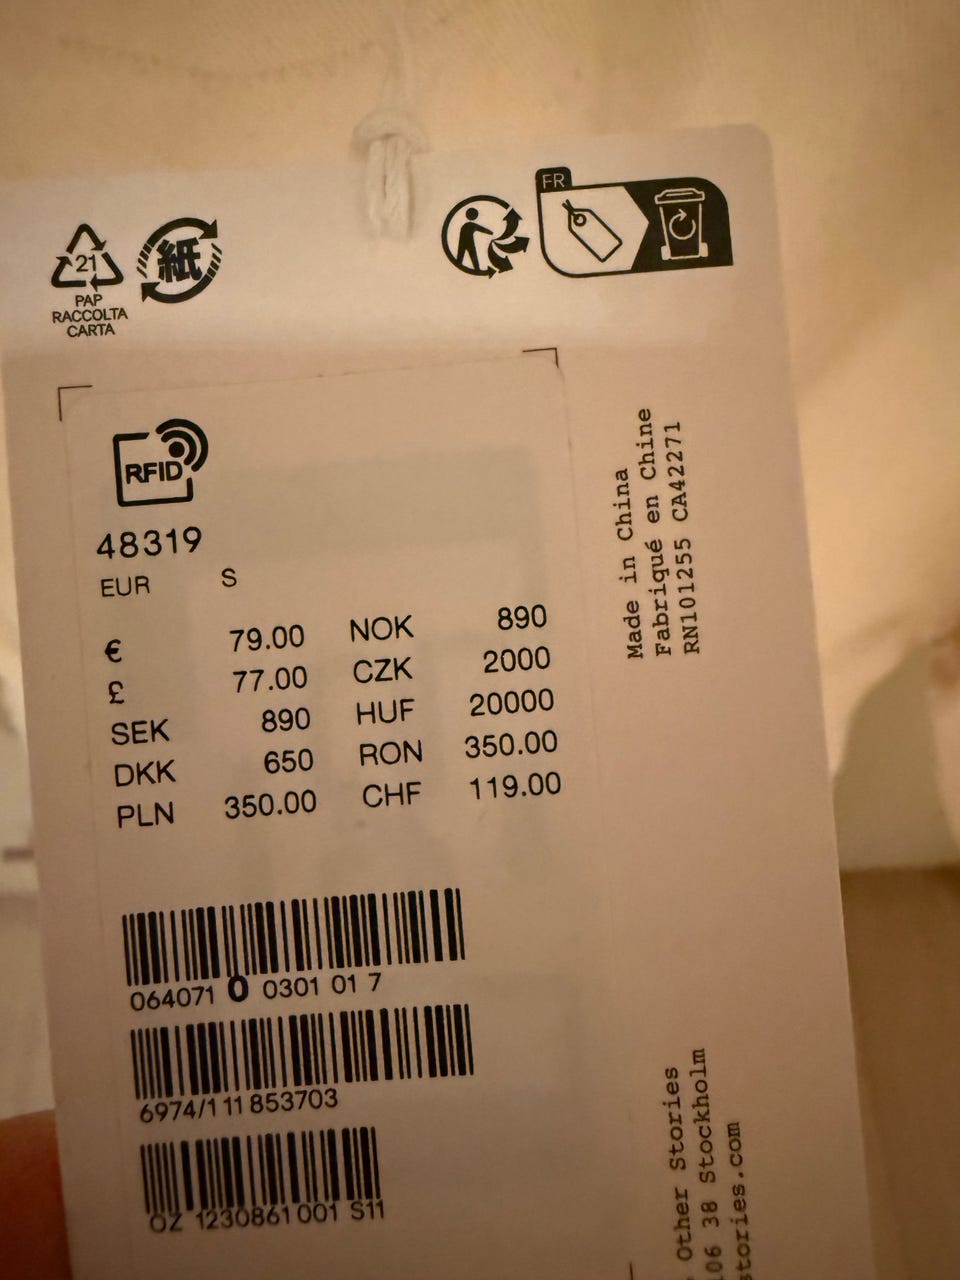 21
PAP
RACCOLTA
CARTA
紙
FR
RFID
48319
EUR S
€ 79.00 NOK 890
£ 77.00 CZK 2000
SEK 890 HUF 20000
DKK 650 RON 350.00
PLN 350.00 CHF 119.00
064071 0 0301 01 7
6974/1 11 853703
OZ 1230861 001 S11
Made in China
Fabriqué en Chine
RN101255 CA42271
Other Stories
106 38 Stockholm
stories.com